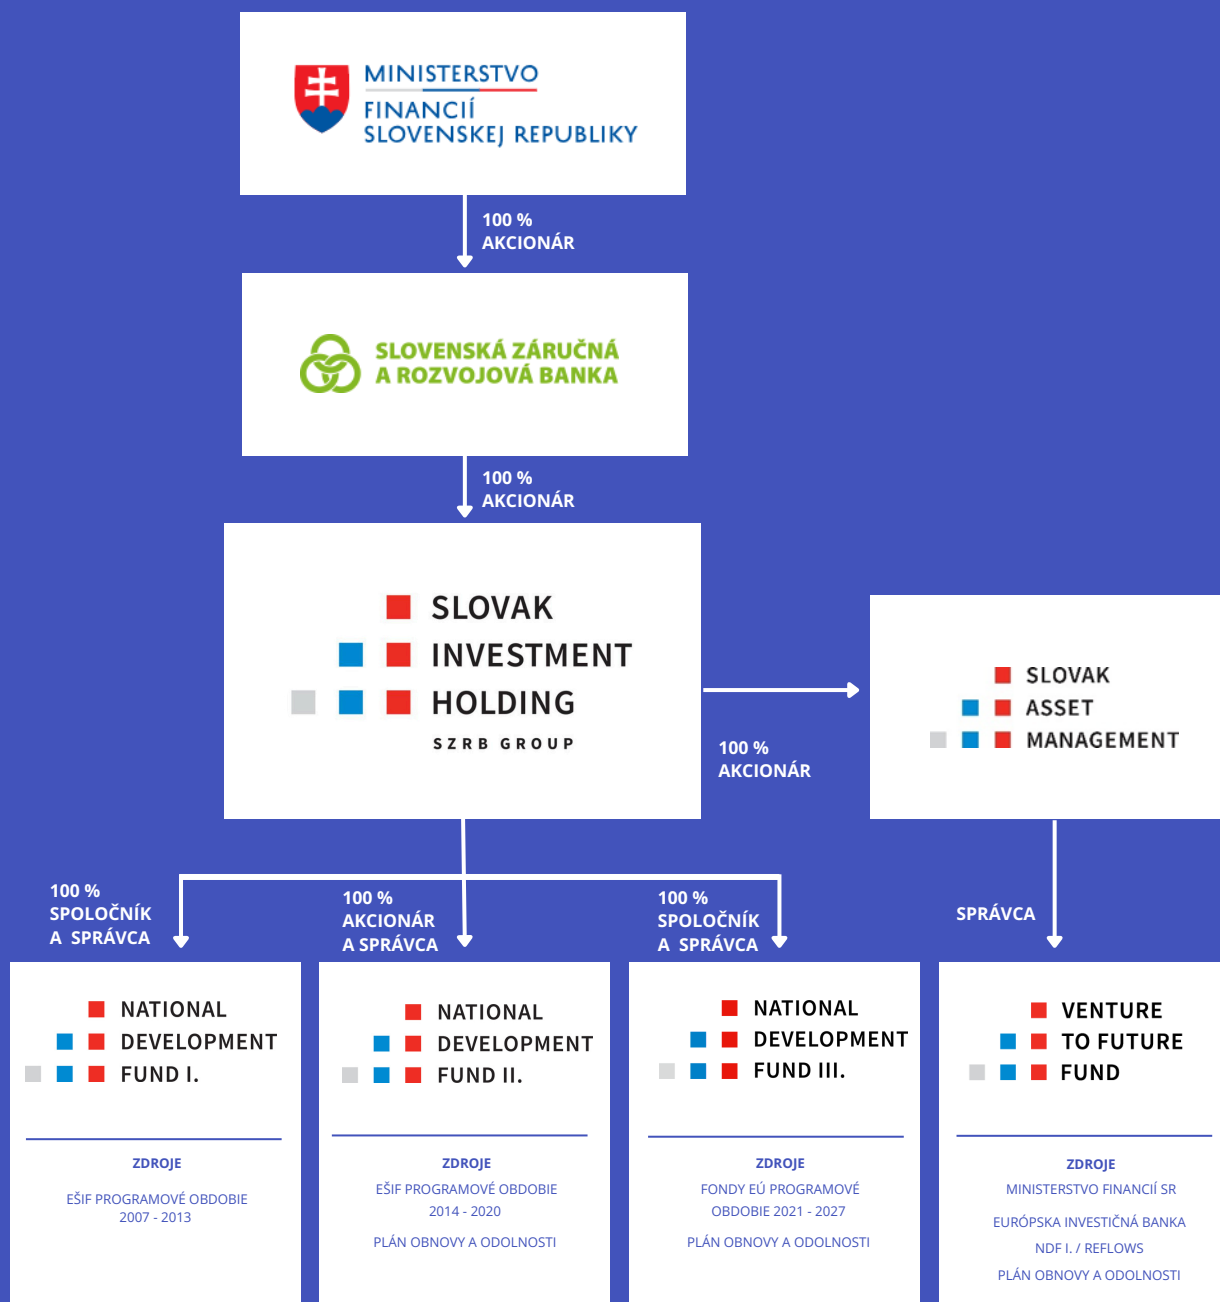 MINISTERSTVO
FINANCIÍ
SLOVENSKEJ REPUBLIKY
100 %
AKCIONÁR
SLOVENSKÁ ZÁRUČNÁ
A ROZVOJOVÁ BANKA
100 %
AKCIONÁR
SLOVAK
INVESTMENT
HOLDING
SZRB GROUP
100 %
AKCIONÁR
SLOVAK
ASSET
MANAGEMENT
100 %
SPOLOČNÍK
A SPRÁVCA
100 %
AKCIONÁR
A SPRÁVCA
100 %
SPOLOČNÍK
A SPRÁVCA
SPRÁVCA
NATIONAL
DEVELOPMENT
FUND I.
ZDROJE
EŠIF PROGRAMOVÉ OBDOBIE
2007 - 2013
NATIONAL
DEVELOPMENT
FUND II.
ZDROJE
EŠIF PROGRAMOVÉ OBDOBIE
2014 - 2020
PLÁN OBNOVY A ODOLNOSTI
NATIONAL
DEVELOPMENT
FUND III.
ZDROJE
FONDY EÚ PROGRAMOVÉ
OBDOBIE 2021 - 2027
PLÁN OBNOVY A ODOLNOSTI
VENTURE
TO FUTURE
FUND
ZDROJE
MINISTERSTVO FINANCIÍ SR
EURÓPSKA INVESTIČNÁ BANKA
NDF I. / REFLOWS
PLÁN OBNOVY A ODOLNOSTI